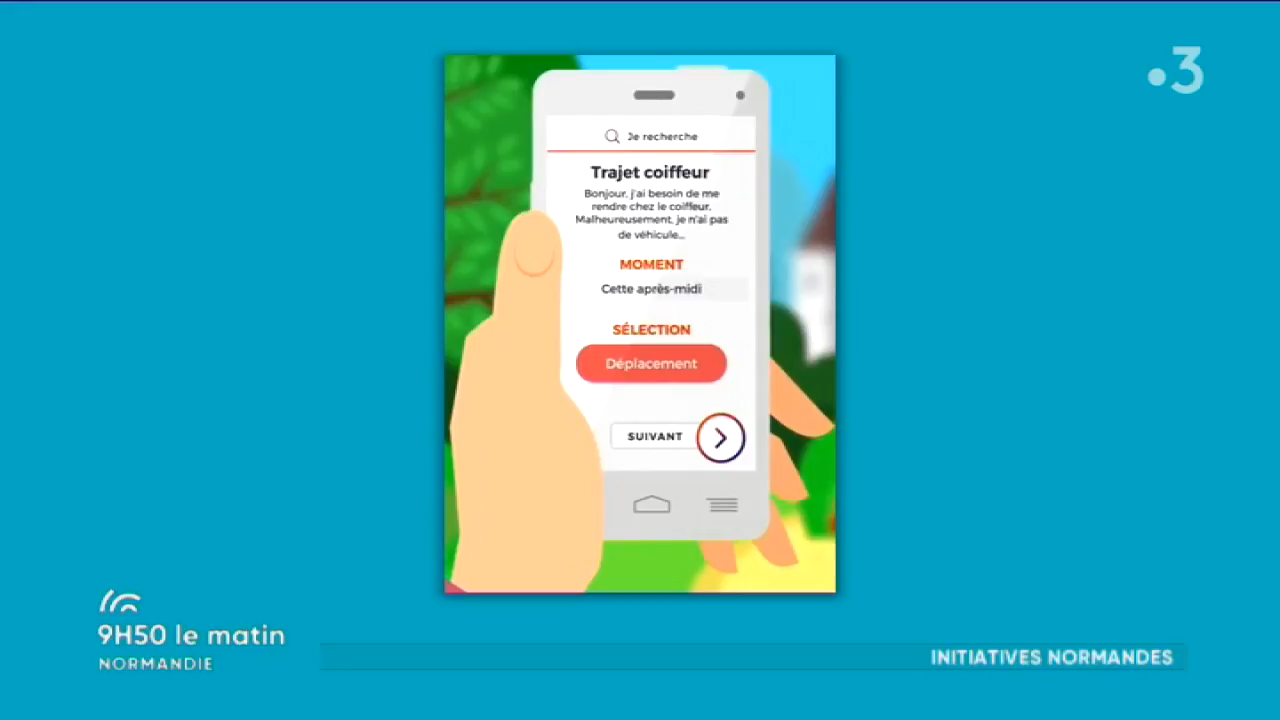 3
Je recherche
Trajet coiffeur
Bonjour, j'ai besoin de me
rendre chez le coiffeur.
Malheureusement, je n'ai pas
de véhicule...
MOMENT
Cette après-midi
SÉLECTION
Déplacement
SUIVANT
9H50 le matin
NORMANDIE
INITIATIVES NORMANDES